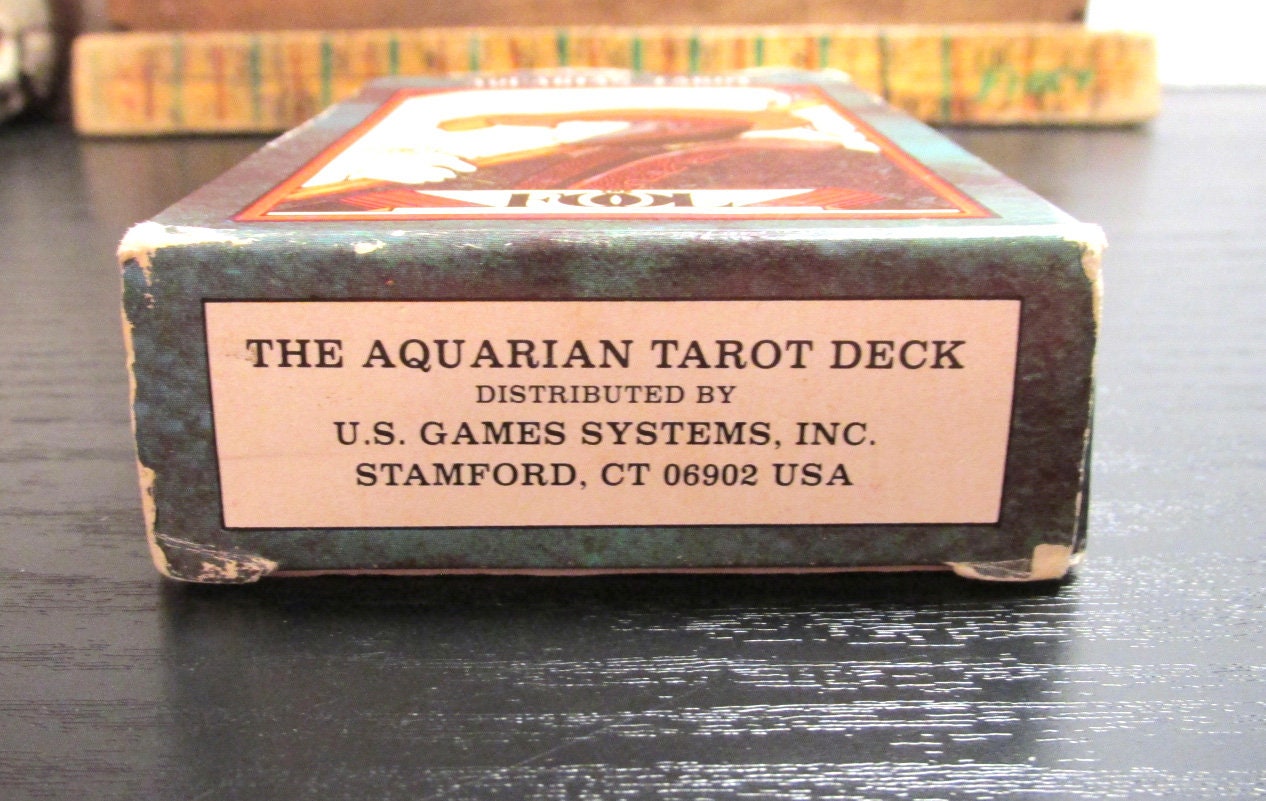 THE AQUARIAN TAROT DECK
DISTRIBUTED BY
U.S. GAMES SYSTEMS, INC.
STAMFORD, CT 06902 USA